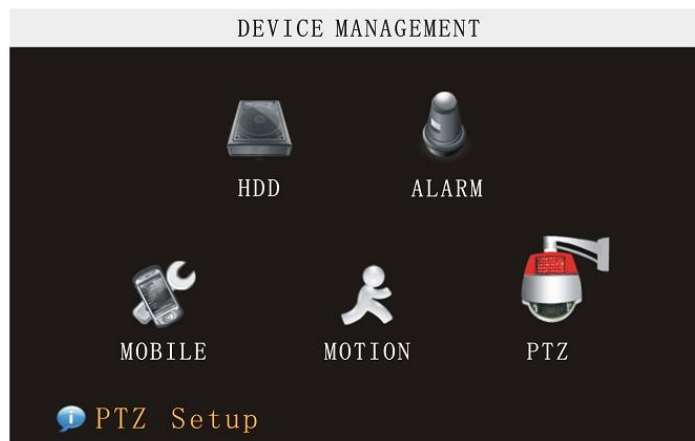 DEVICE MANAGEMENT
HDD ALARM
MOBILE MOTION PTZ
PTZ Setup